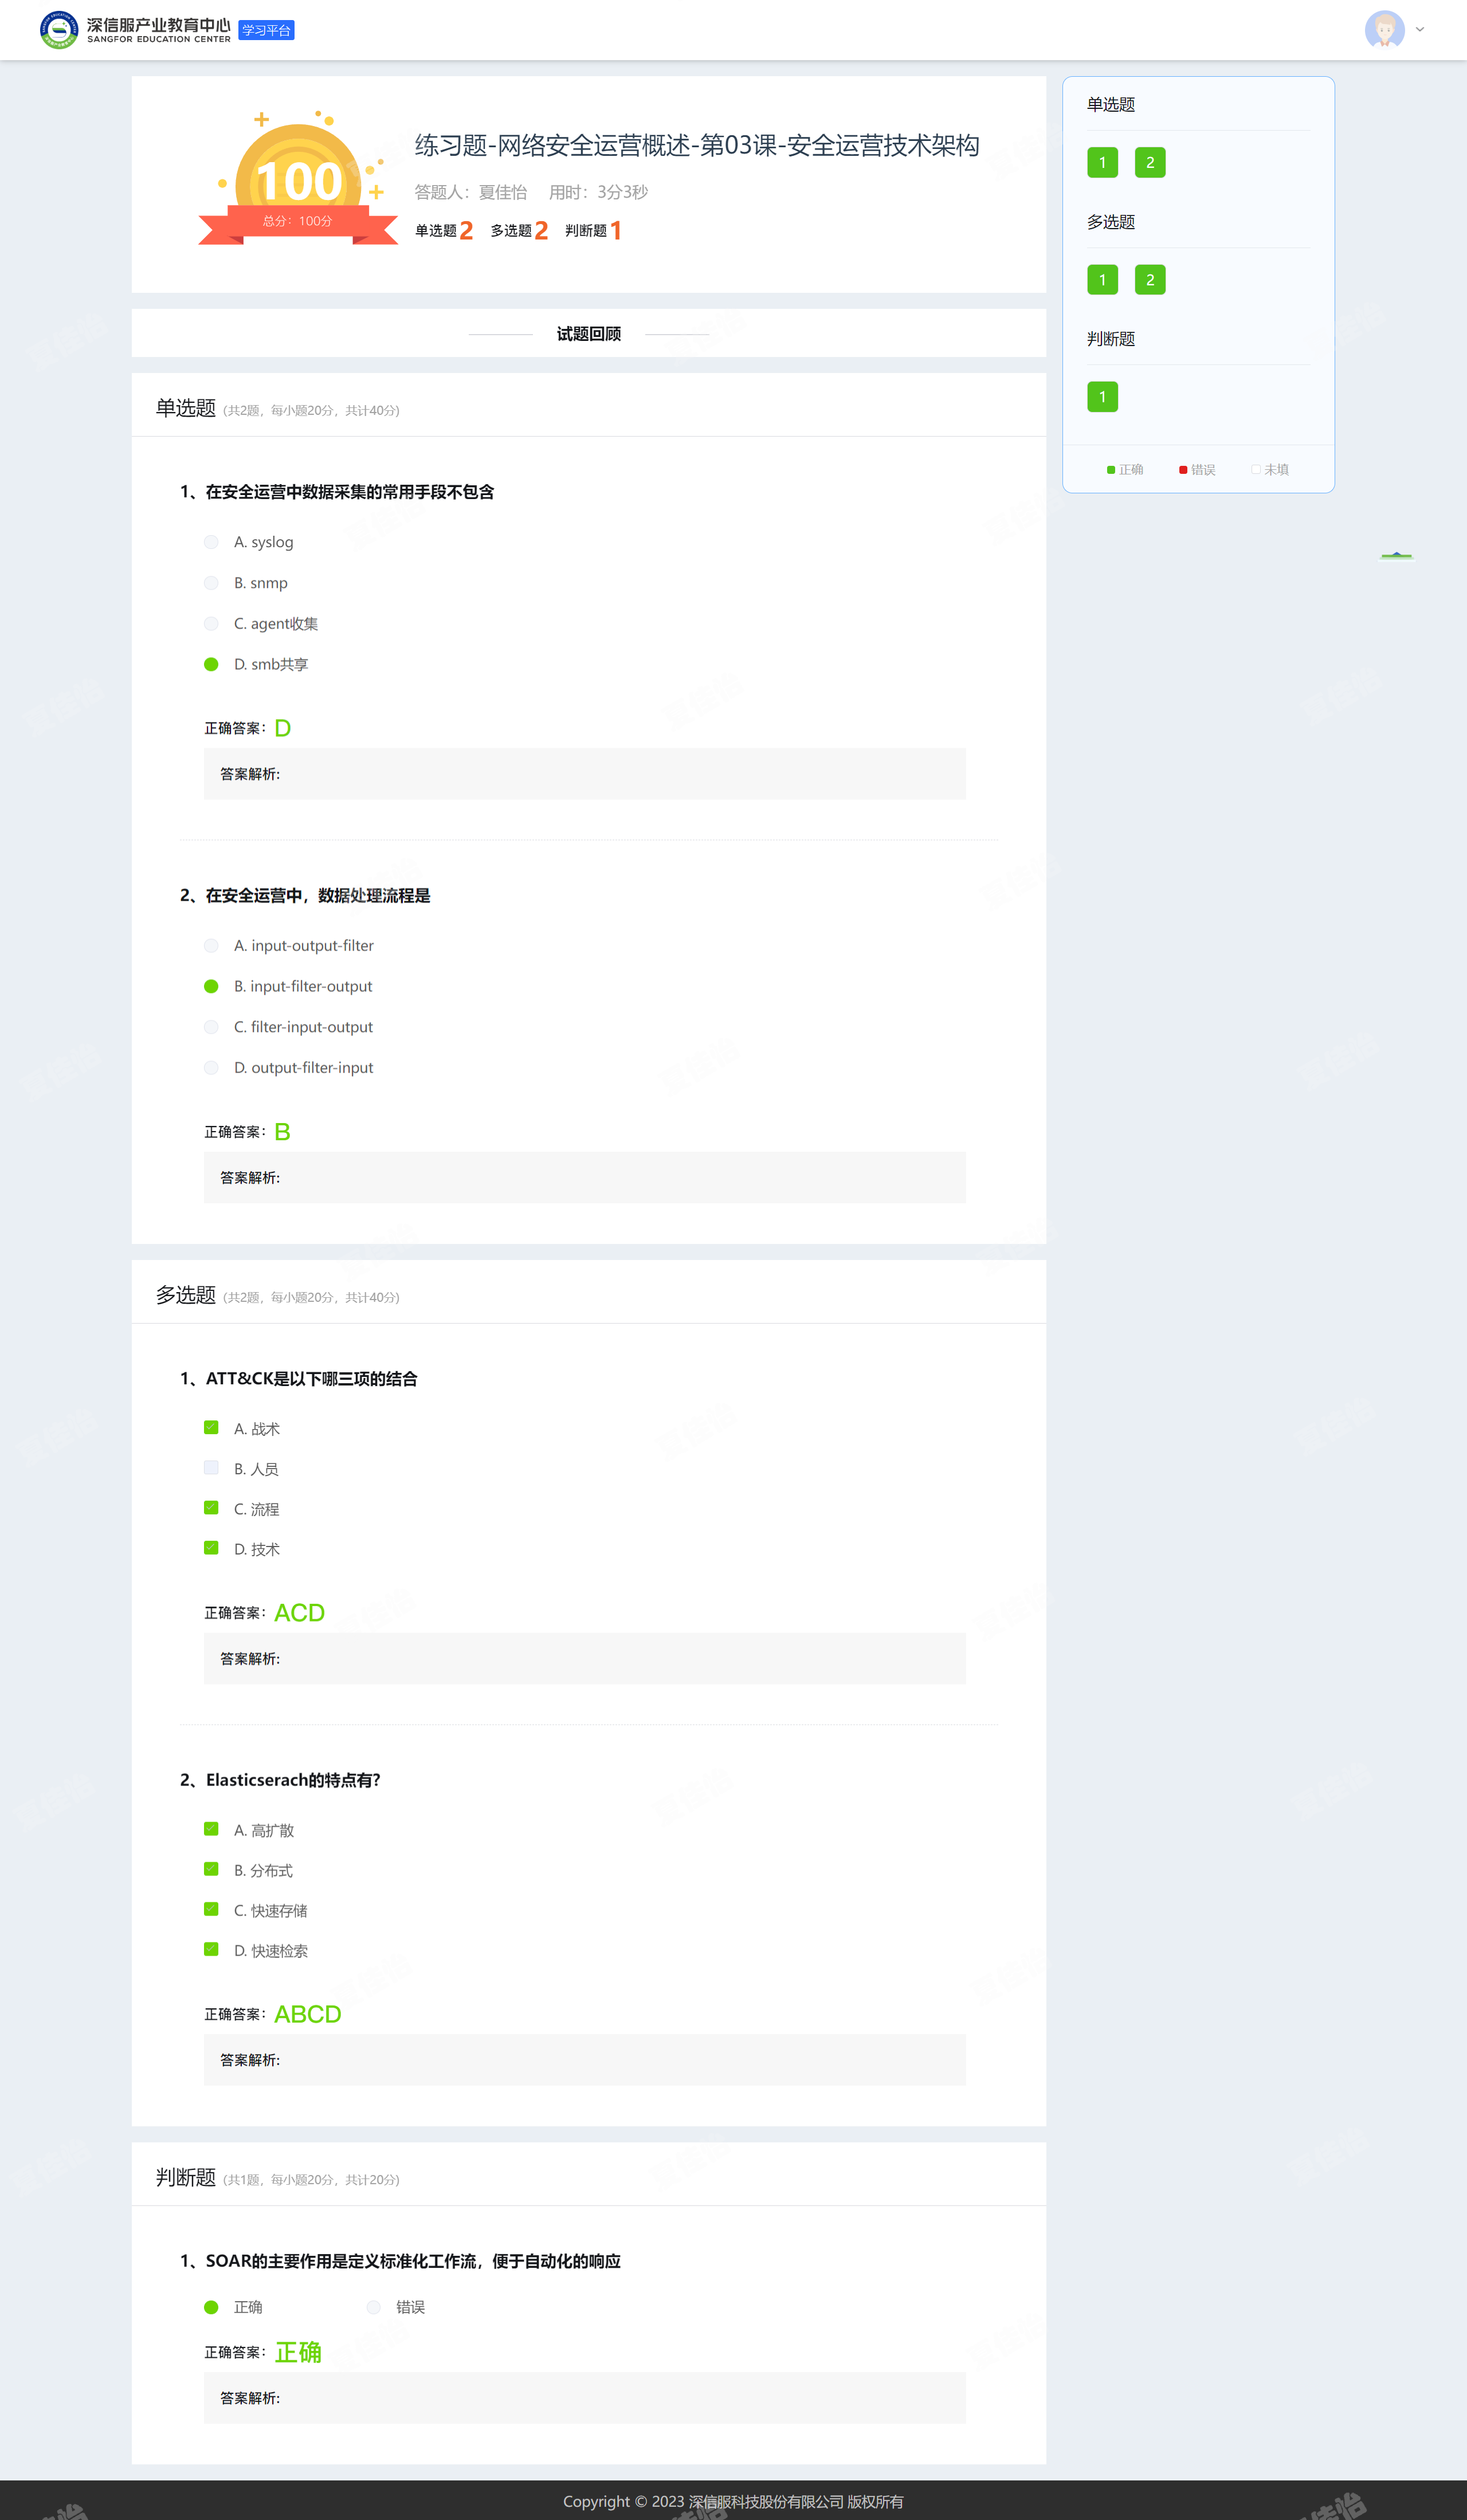 深信服产业教育中心
SANGFOR EDUCATION CENTER
学习平台
100
总分：100分
练习题-网络安全运营概述-第03课-安全运营技术架构
答题人：夏佳怡 用时：3分3秒
单选题2 多选题2 判断题1
单选题
1 2
多选题
1 2
判断题
1
正确 错误 未填
试题回顾
单选题 (共2题，每小题20分，共计40分)
1、在安全运营中数据采集的常用手段不包含
A. syslog
B. snmp
C. agent收集
D. smb共享
正确答案：D
答案解析:
2、在安全运营中，数据处理流程是
A. input-output-filter
B. input-filter-output
C. filter-input-output
D. output-filter-input
正确答案：B
答案解析:
多选题 (共2题，每小题20分，共计40分)
1、ATT&CK是以下哪三项的结合
A. 战术
B. 人员
C. 流程
D. 技术
正确答案：ACD
答案解析:
2、Elasticserach的特点有?
A. 高扩散
B. 分布式
C. 快速存储
D. 快速检索
正确答案：ABCD
答案解析:
判断题 (共1题，每小题20分，共计20分)
1、SOAR的主要作用是定义标准化工作流，便于自动化的响应
正确 错误
正确答案：正确
答案解析:
Copyright © 2023 深信服科技股份有限公司 版权所有